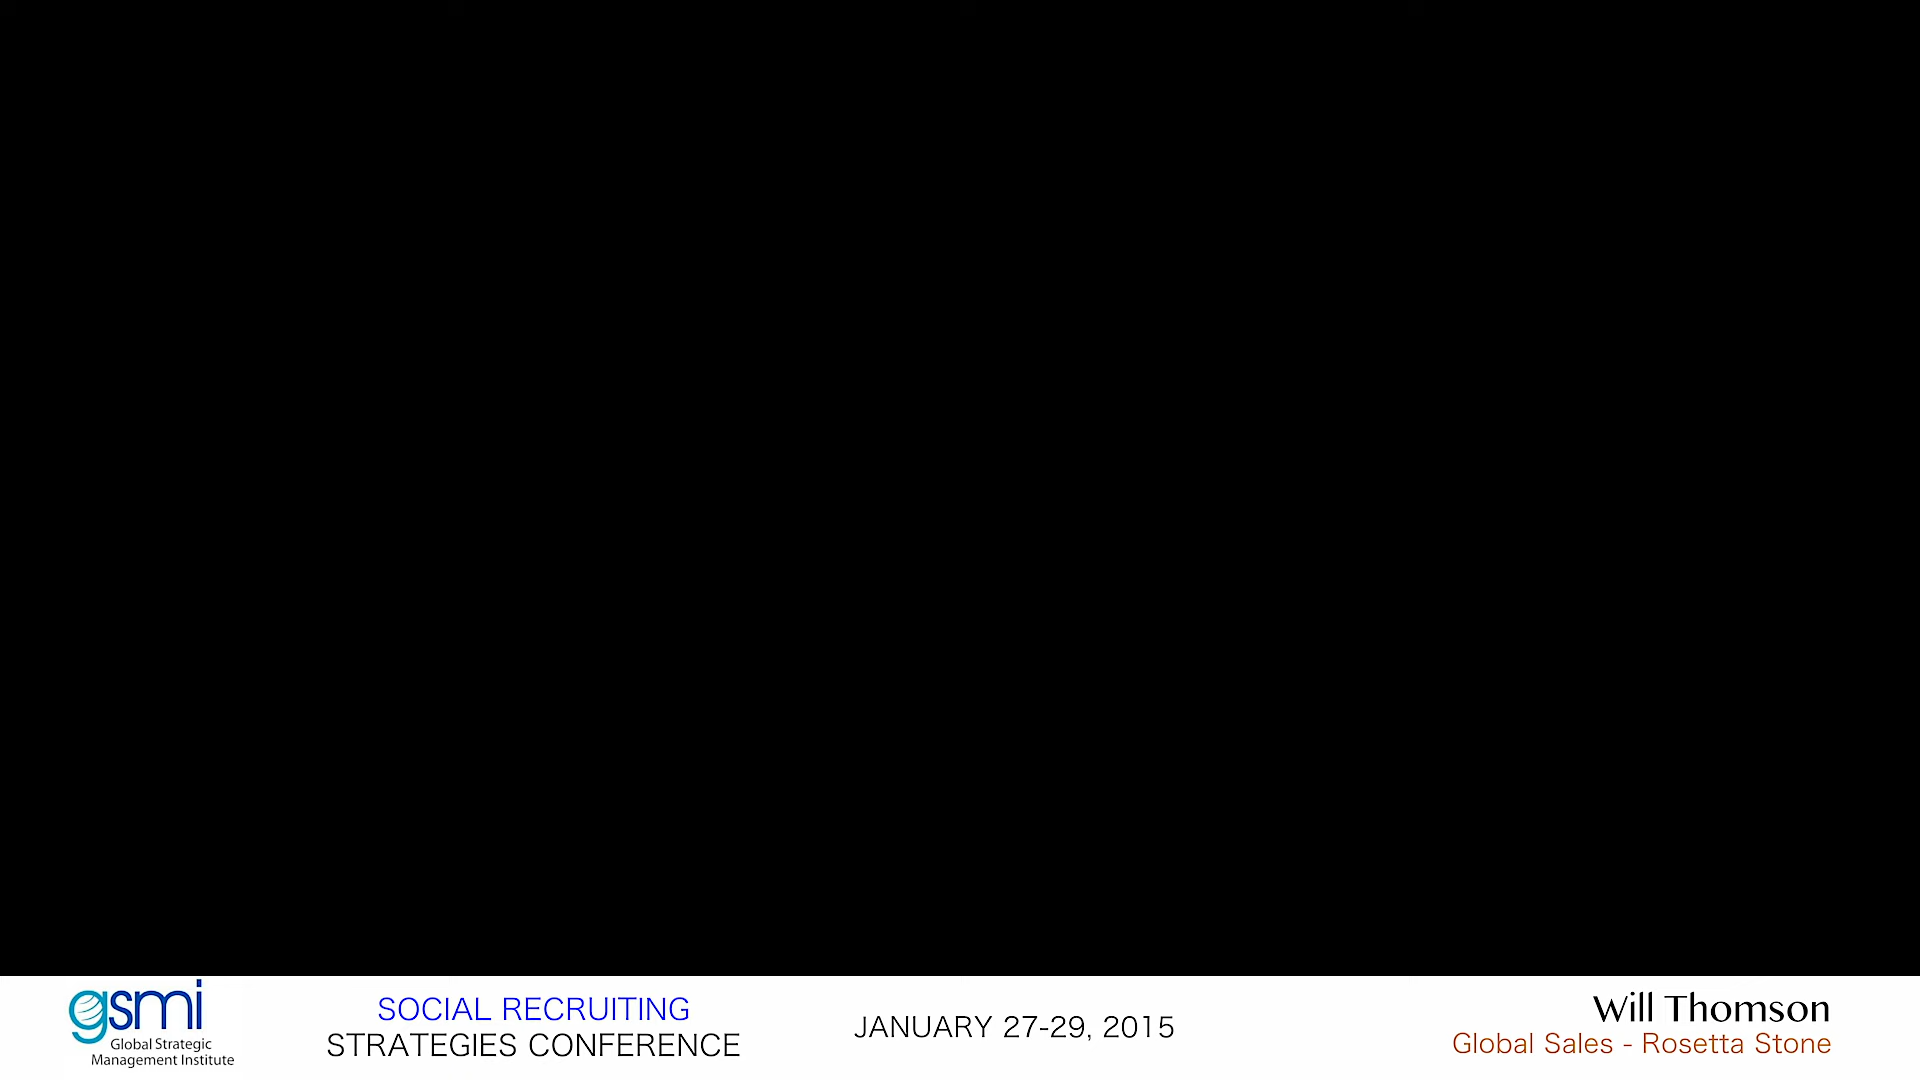 gsmi
Global Strategic
Management Institute
SOCIAL RECRUITING
STRATEGIES CONFERENCE
JANUARY 27-29, 2015
Will Thomson
Global Sales - Rosetta Stone